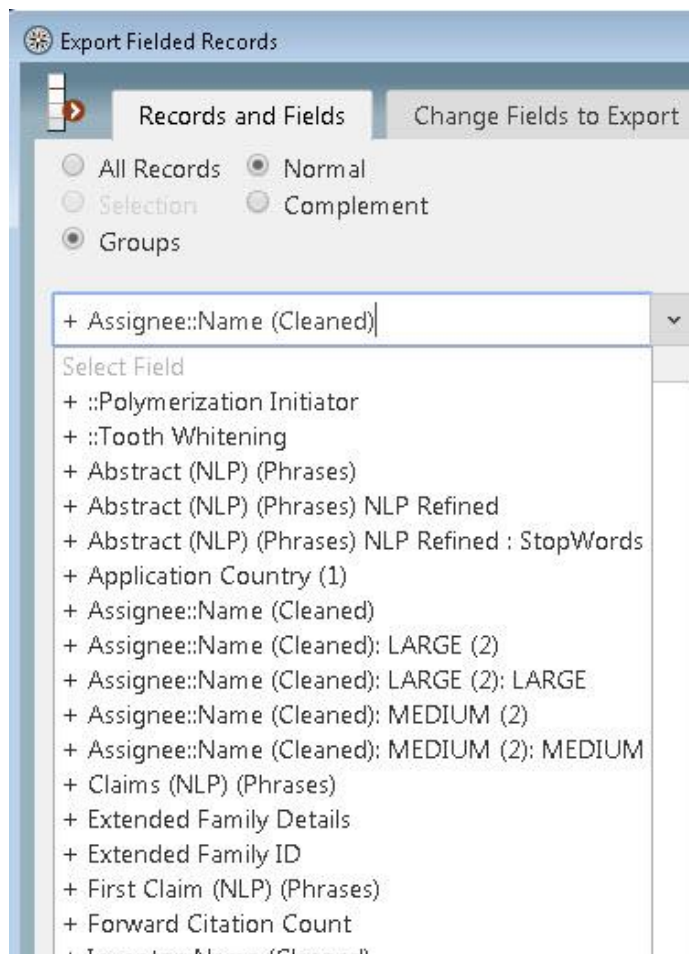 Export Fielded Records
Records and Fields Change Fields to Export
All Records Normal
Selection Complement
Groups
+ Assignee::Name (Cleaned)
Select Field
+ ::Polymerization Initiator
+ ::Tooth Whitening
+ Abstract (NLP) (Phrases)
+ Abstract (NLP) (Phrases) NLP Refined
+ Abstract (NLP) (Phrases) NLP Refined : StopWords
+ Application Country (1)
+ Assignee::Name (Cleaned)
+ Assignee::Name (Cleaned): LARGE (2)
+ Assignee::Name (Cleaned): LARGE (2): LARGE
+ Assignee::Name (Cleaned): MEDIUM (2)
+ Assignee::Name (Cleaned): MEDIUM (2): MEDIUM
+ Claims (NLP) (Phrases)
+ Extended Family Details
+ Extended Family ID
+ First Claim (NLP) (Phrases)
+ Forward Citation Count